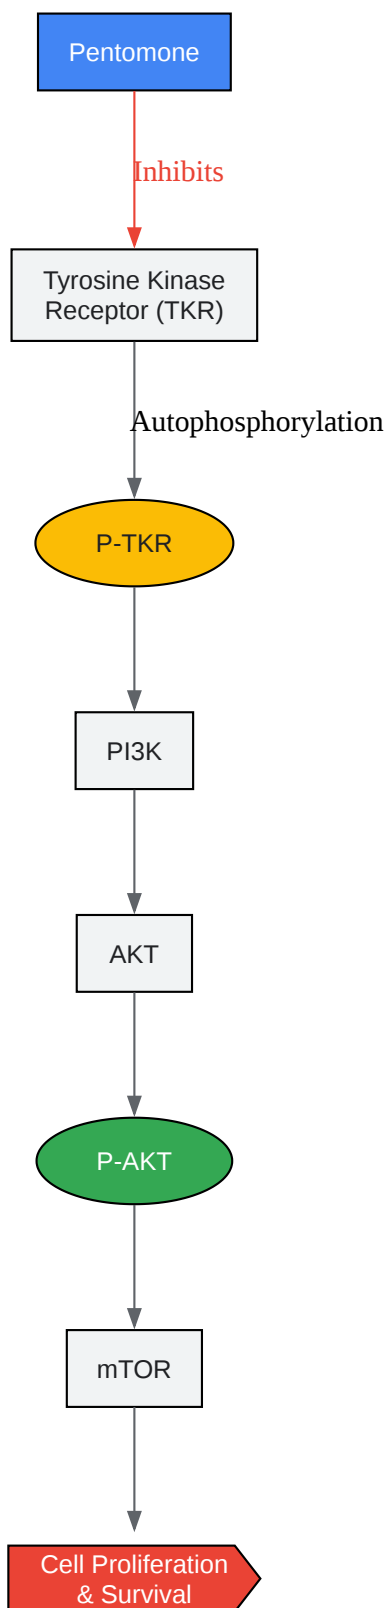 Pentomone
Inhibits
Tyrosine Kinase
Receptor (TKR)
Autophosphorylation
P-TKR
PI3K
AKT
P-AKT
mTOR
Cell Proliferation
& Survival